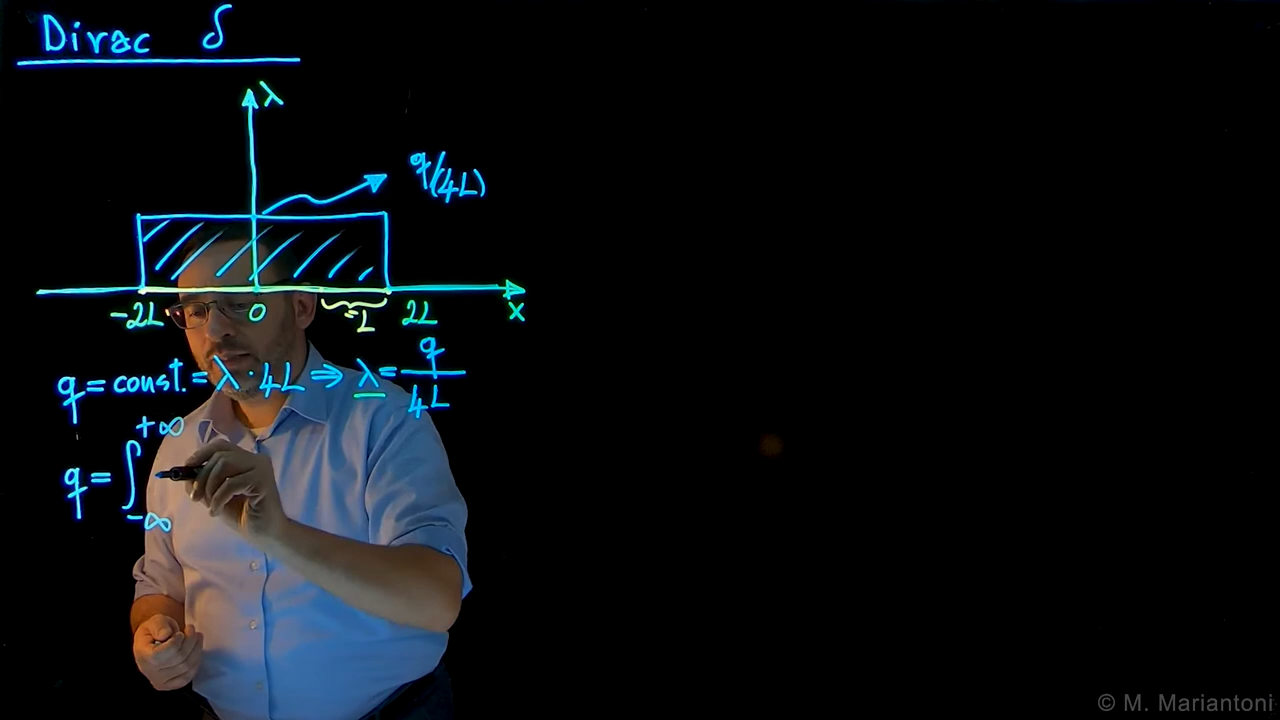 Dirac δ
λ
q/(4L)
-2L 0 =L 2L x
q = const. = λ · 4L ⇒ λ = q/4L
q = ∫_{-∞}^{+∞}
© M. Mariantoni